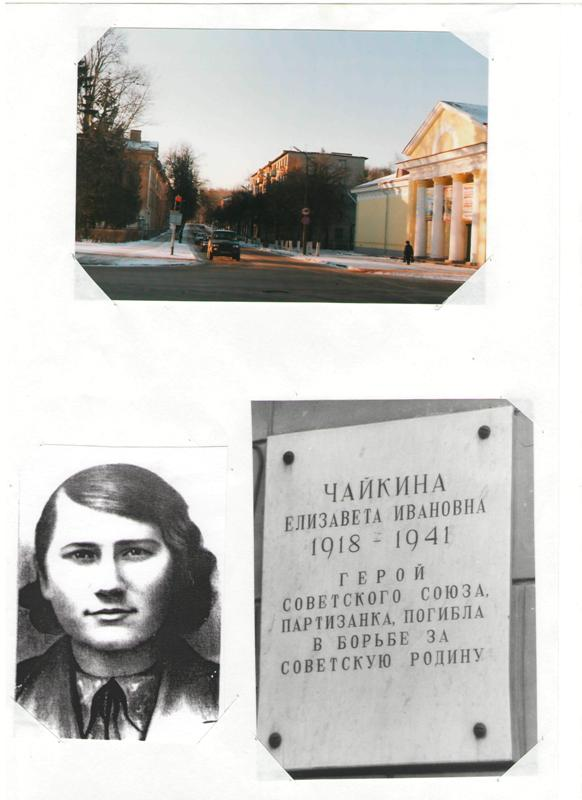 ЧАЙКИНА
ЕЛИЗАВЕТА ИВАНОВНА
1918 - 1941
ГЕРОЙ
СОВЕТСКОГО СОЮЗА,
ПАРТИЗАНКА, ПОГИБЛА
В БОРЬБЕ ЗА
СОВЕТСКУЮ РОДИНУ